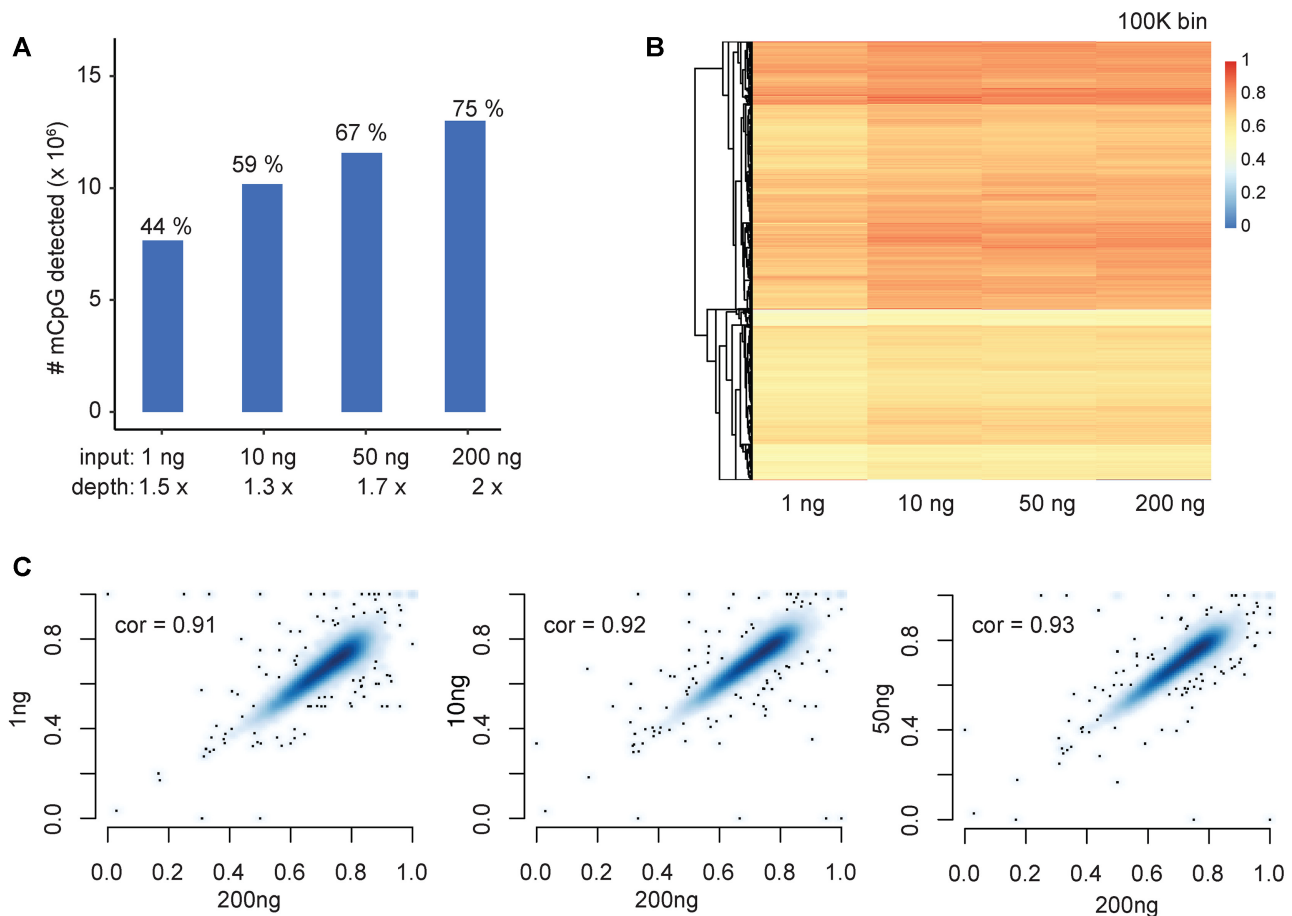 A
# mCpG detected (x 10⁶)
15
10
5
0
44 %
59 %
67 %
75 %
input: 1 ng 10 ng 50 ng 200 ng
depth: 1.5 x 1.3 x 1.7 x 2 x
B
100K bin
1
0.8
0.6
0.4
0.2
0
1 ng 10 ng 50 ng 200 ng
C
cor = 0.91
1ng
0.8
0.4
0.0
0.0 0.2 0.4 0.6 0.8 1.0
200ng
cor = 0.92
10ng
0.8
0.4
0.0
0.0 0.2 0.4 0.6 0.8 1.0
200ng
cor = 0.93
50ng
0.8
0.4
0.0
0.0 0.2 0.4 0.6 0.8 1.0
200ng